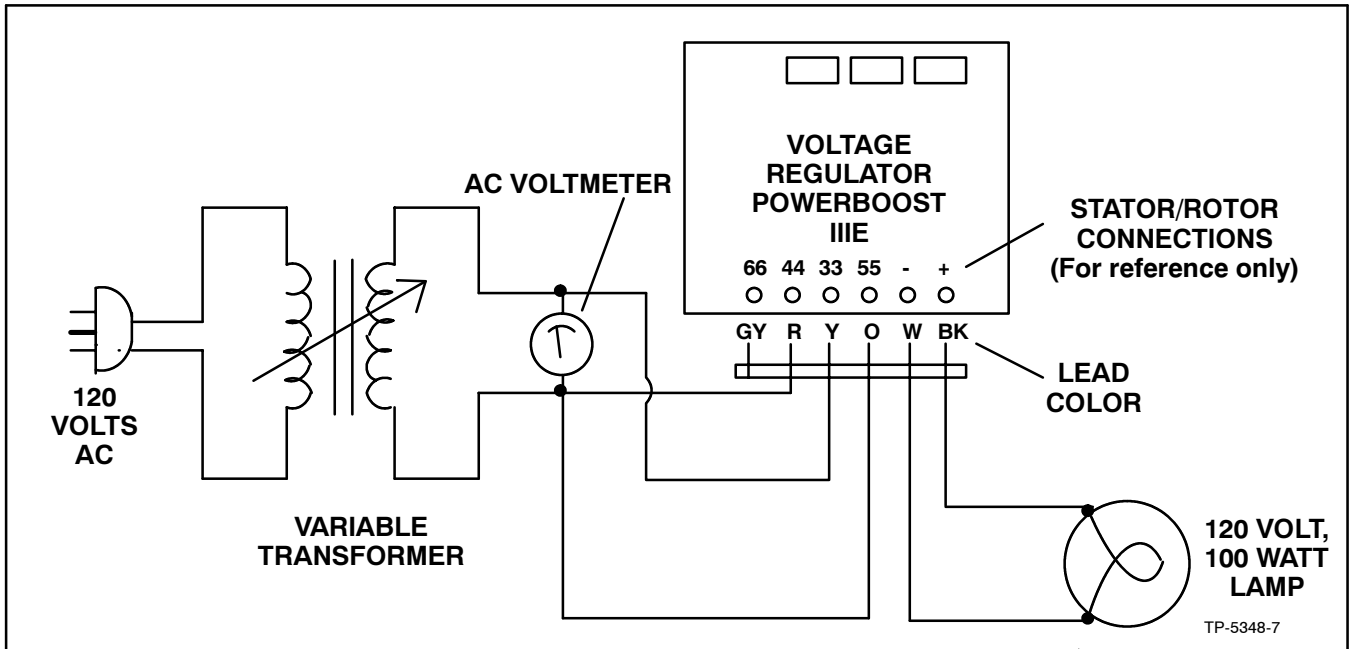 VOLTAGE
REGULATOR
POWERBOOST
IIIE
AC VOLTMETER
STATOR/ROTOR
CONNECTIONS
(For reference only)
66 44 33 55 - +
GY R Y O W BK
LEAD
COLOR
120
VOLTS
AC
VARIABLE
TRANSFORMER
120 VOLT,
100 WATT
LAMP
TP-5348-7